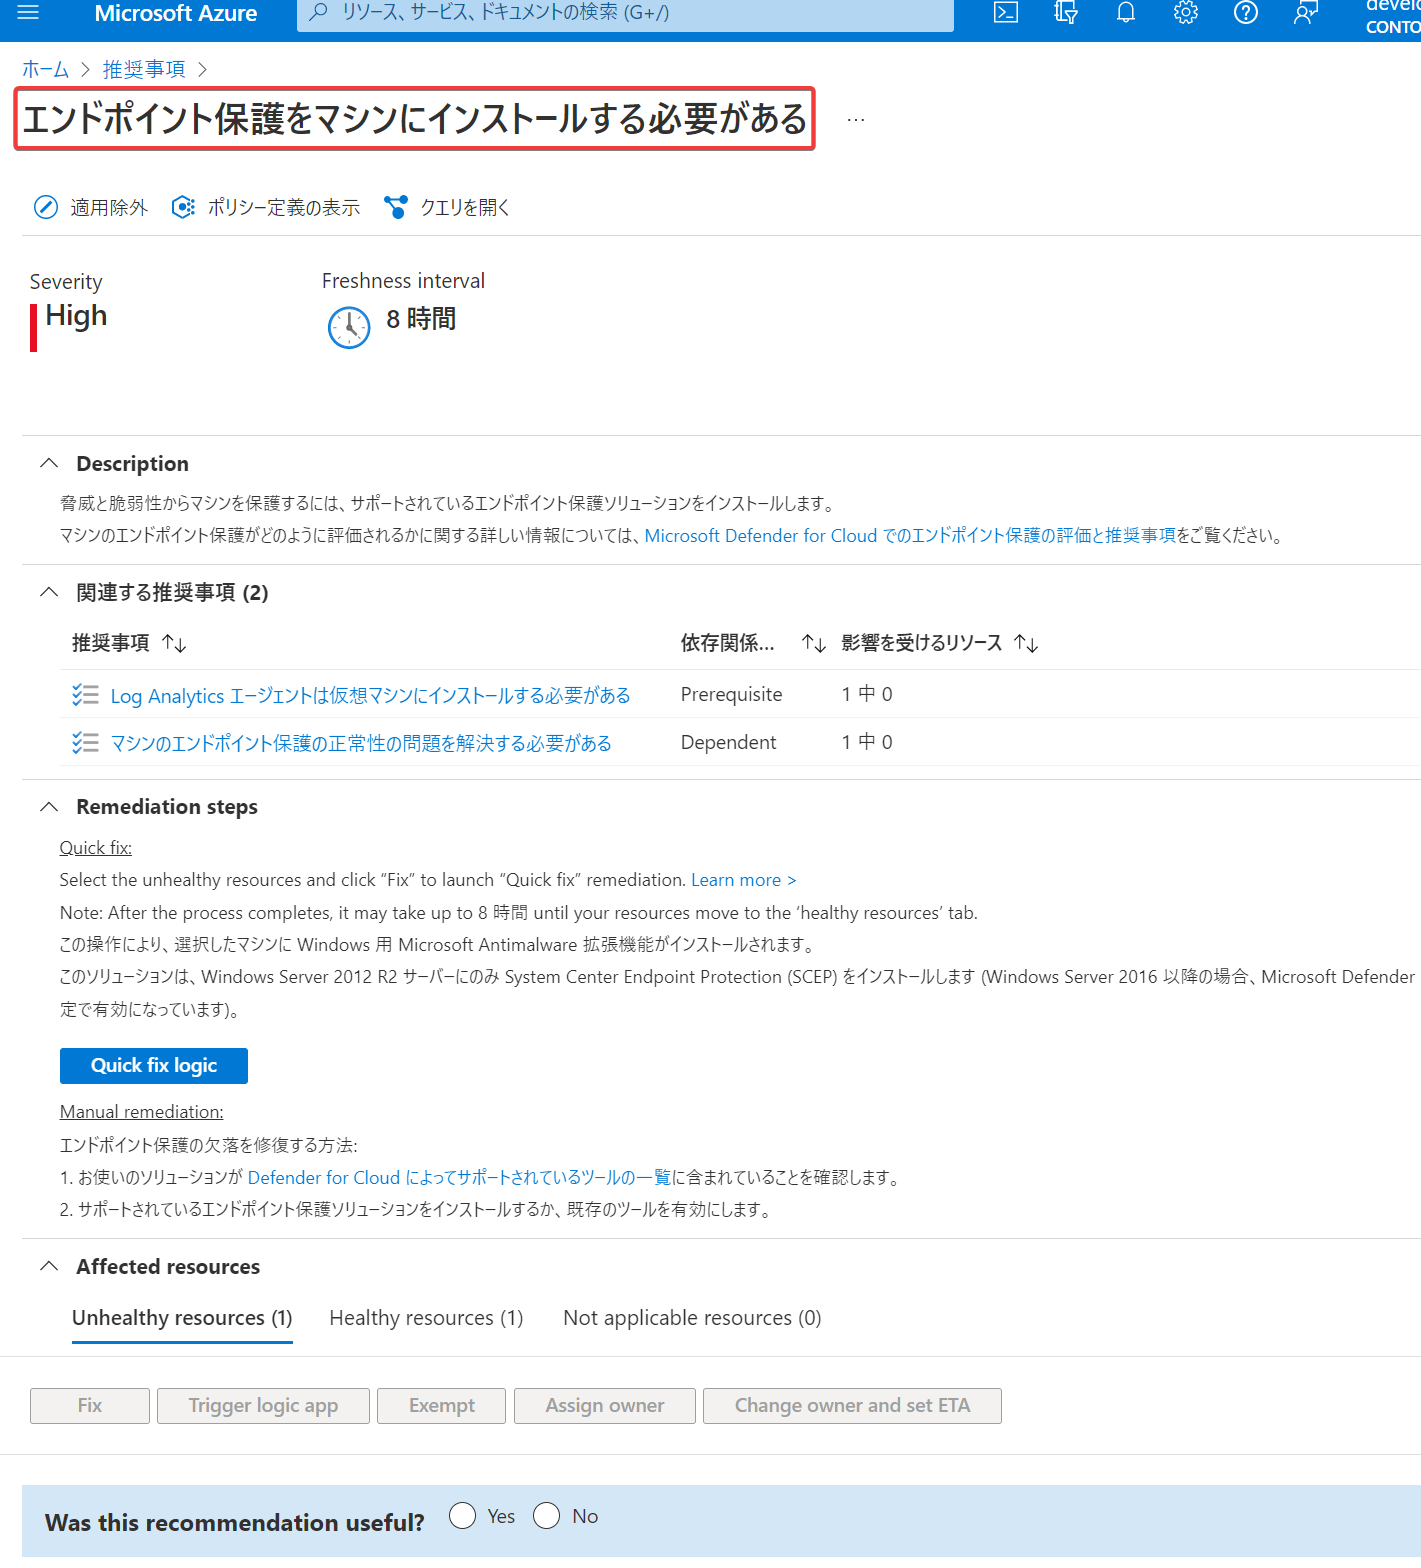 Microsoft Azure
リソース、サービス、ドキュメントの検索 (G+/)
CONTO
ホーム > 推奨事項 >
エンドポイント保護をマシンにインストールする必要がある ...
適用除外 ポリシー定義の表示 クエリを開く
Severity Freshness interval
High 8 時間
Description
脅威と脆弱性からマシンを保護するには、サポートされているエンドポイント保護ソリューションをインストールします。
マシンのエンドポイント保護がどのように評価されるかに関する詳しい情報については、Microsoft Defender for Cloud でのエンドポイント保護の評価と推奨事項をご覧ください。
関連する推奨事項 (2)
推奨事項 ↑↓ 依存関係... ↑↓ 影響を受けるリソース ↑↓
Log Analytics エージェントは仮想マシンにインストールする必要がある Prerequisite 1 中 0
マシンのエンドポイント保護の正常性の問題を解決する必要がある Dependent 1 中 0
Remediation steps
Quick fix:
Select the unhealthy resources and click “Fix” to launch “Quick fix” remediation. Learn more >
Note: After the process completes, it may take up to 8 時間 until your resources move to the ‘healthy resources’ tab.
この操作により、選択したマシンに Windows 用 Microsoft Antimalware 拡張機能がインストールされます。
このソリューションは、Windows Server 2012 R2 サーバーにのみ System Center Endpoint Protection (SCEP) をインストールします (Windows Server 2016 以降の場合、Microsoft Defender
定で有効になっています)。
Quick fix logic
Manual remediation:
エンドポイント保護の欠落を修復する方法:
1. お使いのソリューションが Defender for Cloud によってサポートされているツールの一覧に含まれていることを確認します。
2. サポートされているエンドポイント保護ソリューションをインストールするか、既存のツールを有効にします。
Affected resources
Unhealthy resources (1) Healthy resources (1) Not applicable resources (0)
Fix Trigger logic app Exempt Assign owner Change owner and set ETA
Was this recommendation useful? Yes No